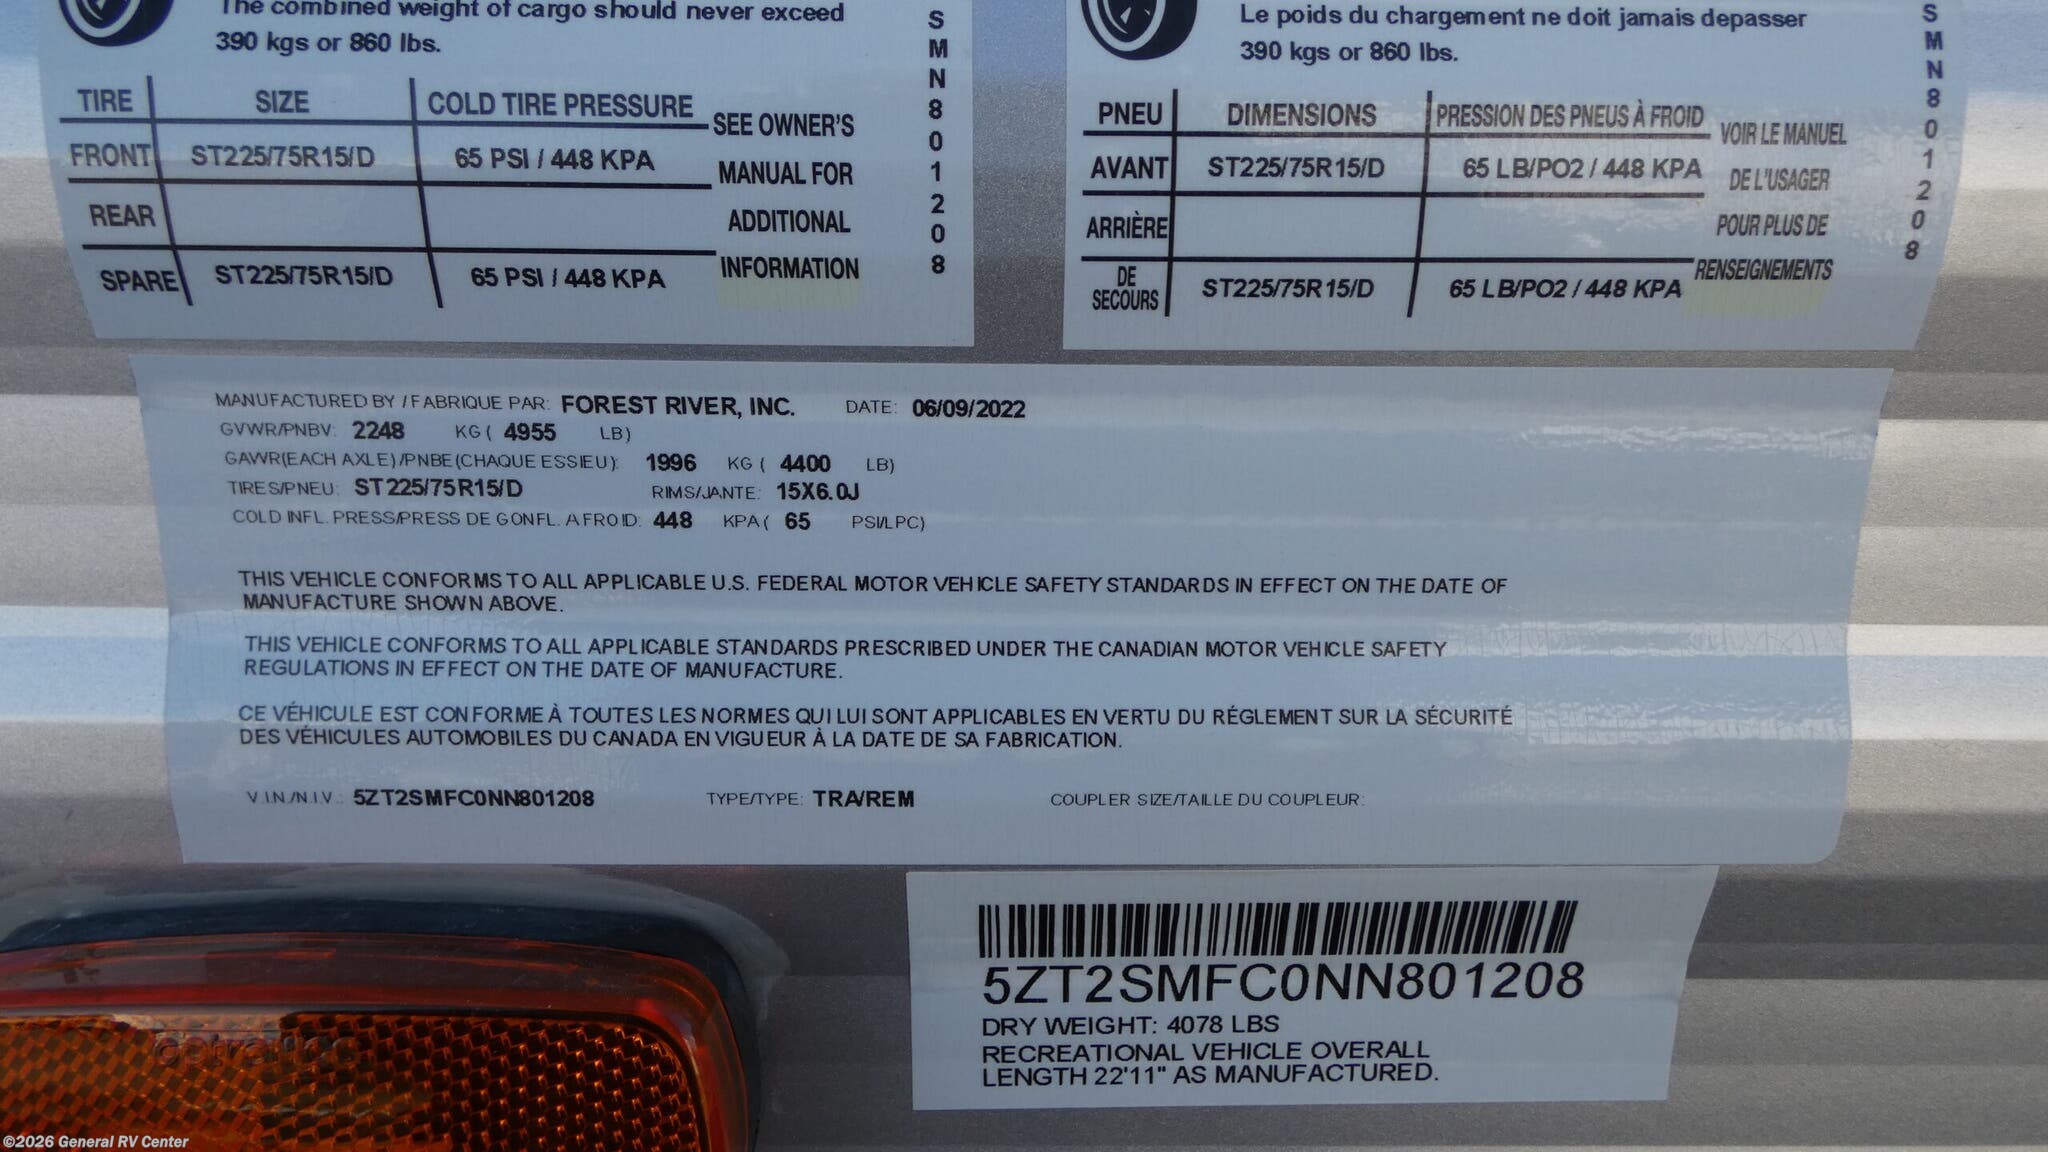 The combined weight of cargo should never exceed
390 kgs or 860 lbs.
TIRE SIZE COLD TIRE PRESSURE SEE OWNER'S
FRONT ST225/75R15/D 65 PSI / 448 KPA MANUAL FOR
REAR ADDITIONAL
SPARE ST225/75R15/D 65 PSI / 448 KPA INFORMATION
SMN801208
Le poids du chargement ne doit jamais depasser
390 kgs or 860 lbs.
PNEU DIMENSIONS PRESSION DES PNEUS À FROID VOIR LE MANUEL
AVANT ST225/75R15/D 65 LB/PO2 / 448 KPA DE L'USAGER
ARRIÈRE POUR PLUS DE
DE SECOURS ST225/75R15/D 65 LB/PO2 / 448 KPA RENSEIGNEMENTS
SMN801208
MANUFACTURED BY / FABRIQUE PAR: FOREST RIVER, INC. DATE: 06/09/2022
GVWR/PNBV: 2248 KG ( 4955 LB)
GAWR(EACH AXLE)/PNBE(CHAQUE ESSIEU): 1996 KG ( 4400 LB)
TIRES/PNEU: ST225/75R15/D RIMS/JANTE: 15X6.0J
COLD INFL. PRESS/PRESS DE GONFL. A FROID: 448 KPA ( 65 PSI/LPC)
THIS VEHICLE CONFORMS TO ALL APPLICABLE U.S. FEDERAL MOTOR VEHICLE SAFETY STANDARDS IN EFFECT ON THE DATE OF
MANUFACTURE SHOWN ABOVE.
THIS VEHICLE CONFORMS TO ALL APPLICABLE STANDARDS PRESCRIBED UNDER THE CANADIAN MOTOR VEHICLE SAFETY
REGULATIONS IN EFFECT ON THE DATE OF MANUFACTURE.
CE VÉHICULE EST CONFORME À TOUTES LES NORMES QUI LUI SONT APPLICABLES EN VERTU DU RÉGLEMENT SUR LA SÉCURITÉ
DES VÉHICULES AUTOMOBILES DU CANADA EN VIGUEUR À LA DATE DE SA FABRICATION.
V.I.N./N.I.V.: 5ZT2SMFC0NN801208 TYPE/TYPE: TRA/REM COUPLER SIZE/TAILLE DU COUPLEUR:
5ZT2SMFC0NN801208
DRY WEIGHT: 4078 LBS
RECREATIONAL VEHICLE OVERALL
LENGTH 22'11" AS MANUFACTURED.
©2026 General RV Center